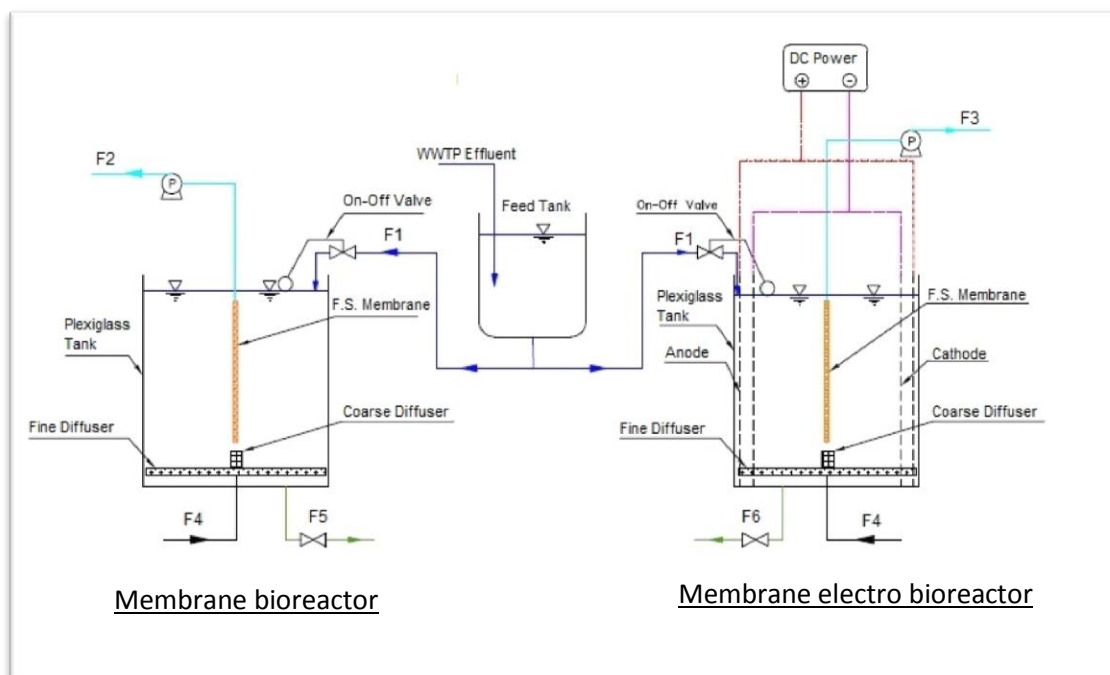 DC Power
+ -
F3
P
F2
P
WWTP Effluent
On-Off Valve
Feed Tank
On-Off Valve
F1
F1
F.S. Membrane
F.S. Membrane
Plexiglass
Tank
Plexiglass
Tank
Anode
Cathode
Coarse Diffuser
Coarse Diffuser
Fine Diffuser
Fine Diffuser
F4
F5
F6
F4
Membrane bioreactor
Membrane electro bioreactor